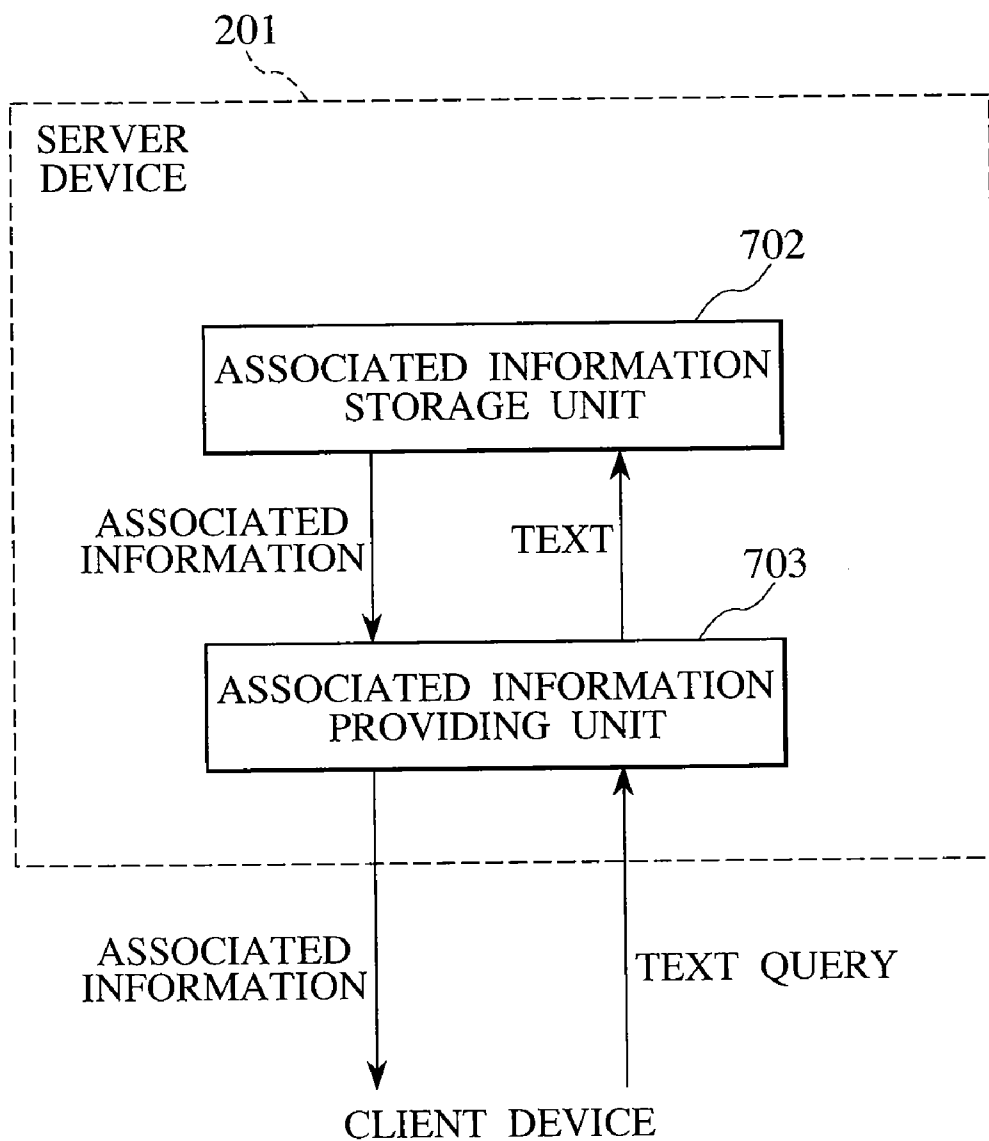 201
SERVER
DEVICE
702
ASSOCIATED INFORMATION
STORAGE UNIT
ASSOCIATED
INFORMATION
TEXT
703
ASSOCIATED INFORMATION
PROVIDING UNIT
ASSOCIATED
INFORMATION
TEXT QUERY
CLIENT DEVICE